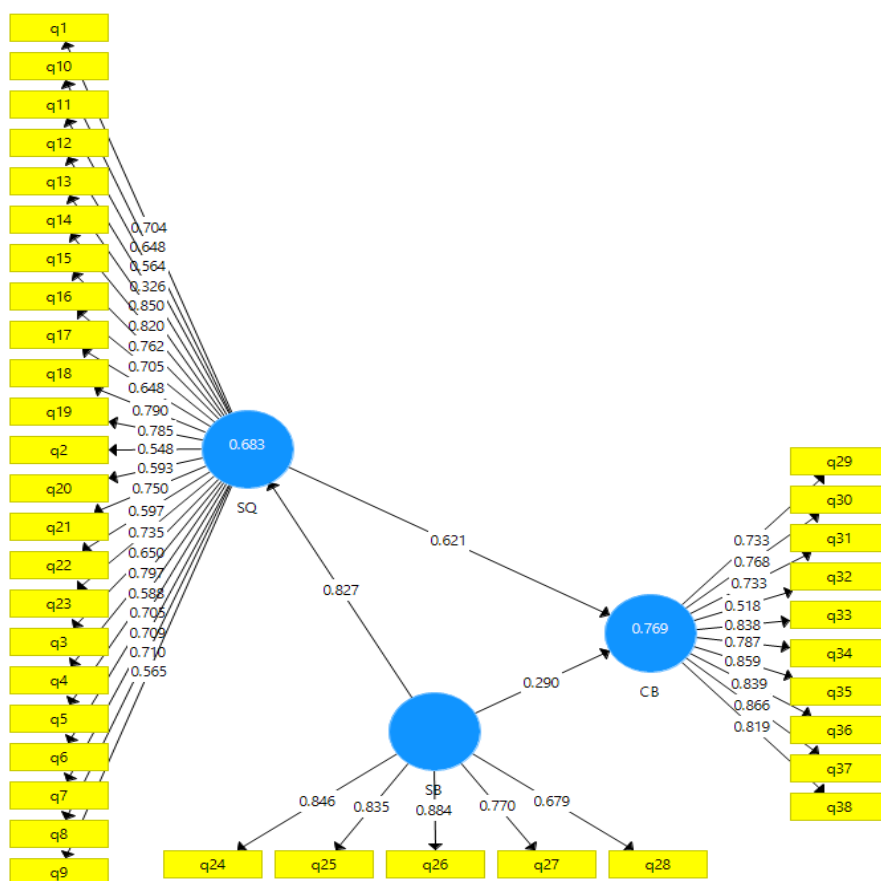 q1
q10
q11
q12
q13
q14
q15
q16
q17
q18
q19
q2
q20
q21
q22
q23
q3
q4
q5
q6
q7
q8
q9
0.704
0.648
0.564
0.326
0.850
0.820
0.762
0.705
0.648
0.790
0.785
0.548
0.593
0.750
0.597
0.735
0.650
0.797
0.588
0.705
0.709
0.710
0.565
0.683
SQ
0.621
0.827
0.290
0.769
CB
SB
0.846
0.835
0.884
0.770
0.679
q24
q25
q26
q27
q28
0.733
0.768
0.733
0.518
0.838
0.787
0.859
0.839
0.866
0.819
q29
q30
q31
q32
q33
q34
q35
q36
q37
q38